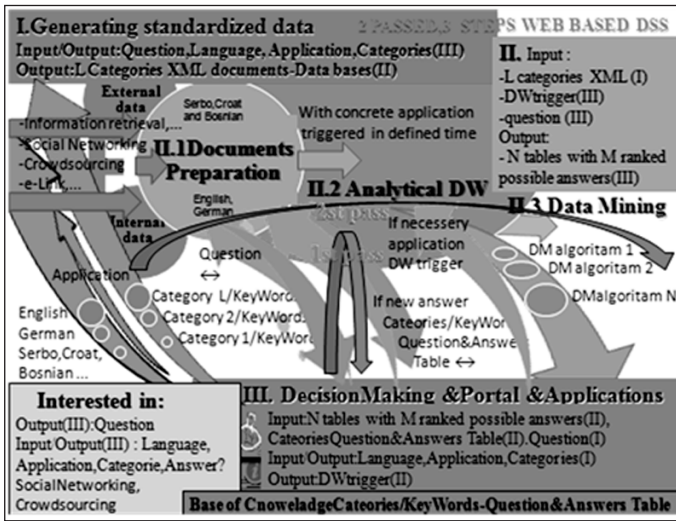 I.Generating standardized data
2 PASSED,3 STEPS WEB BASED DSS
Input/Output:Question,Language, Application,Categories(III)
Output:L Categories XML documents-Data bases(II)
II. Input :
-L categories XML (I)
-DWtrigger(III)
-question (III)
Output:
- N tables with M ranked
possible answers(III)
External
data
-Information retrieval,...
-Social Networking
-Crowdsourcing
-e-Link,...
Internal
data
Serbo,Croat
and Bosnian
II.1Documents
Preparation
English,
German
With concrete application
triggered in defined time
II.2 Analytical DW
2st pass
1st pass
II.3 Data Mining
If necessery
application
DW trigger
DM algoritam 1
DM algoritam 2
DMalgoritam N
Application
Question
↔
Category L/KeyWords
Category 2/KeyWords
Category 1/KeyWords
If new answer
Cateories/KeyWor
Question&Answe
Table ↔
English
German
Serbo,Croat,
Bosnian ...
Interested in:
Output(III):Question
Input/Output(III) : Language,
Application,Categorie,Answer?
SocialNetworking,
Crowdsourcing
III. DecisionMaking &Portal &Applications
Input:N tables with M ranked possible answers(II),
CateoriesQuestion&Answers Table(II).Question(I)
Input/Output:Language,Application,Categories(I)
Output:DWtrigger(II)
Base of CnoweladgeCateories/KeyWords-Question&Answers Table